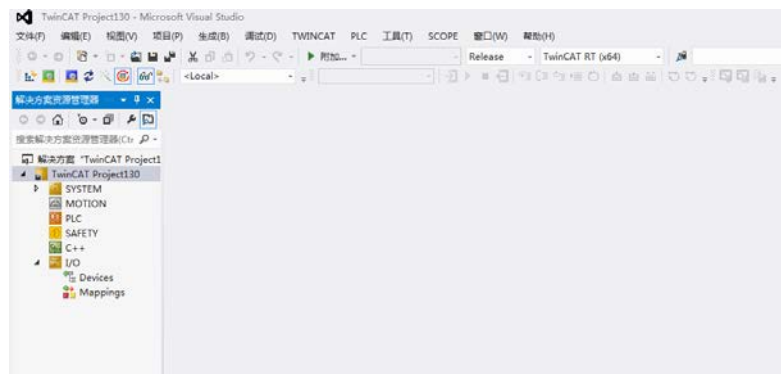 TwinCAT Project130 - Microsoft Visual Studio
文件(F) 编辑(E) 视图(V) 项目(P) 生成(B) 调试(D) TWINCAT PLC 工具(T) SCOPE 窗口(W) 帮助(H)
附加... Release TwinCAT RT (x64)
<Local>
解决方案资源管理器
搜索解决方案资源管理器(Ctr
解决方案 "TwinCAT Project1
TwinCAT Project130
SYSTEM
MOTION
PLC
SAFETY
C++
I/O
Devices
Mappings